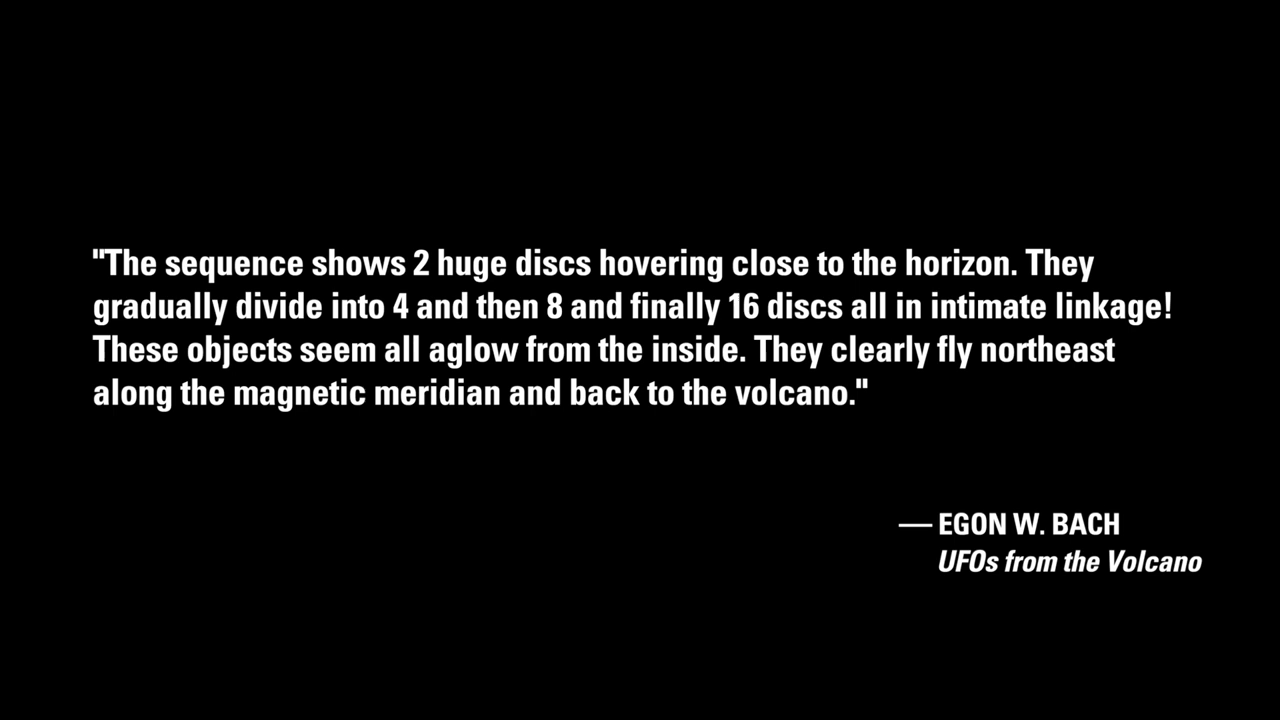 "The sequence shows 2 huge discs hovering close to the horizon. They
gradually divide into 4 and then 8 and finally 16 discs all in intimate linkage!
These objects seem all aglow from the inside. They clearly fly northeast
along the magnetic meridian and back to the volcano."
— EGON W. BACH
UFOs from the Volcano